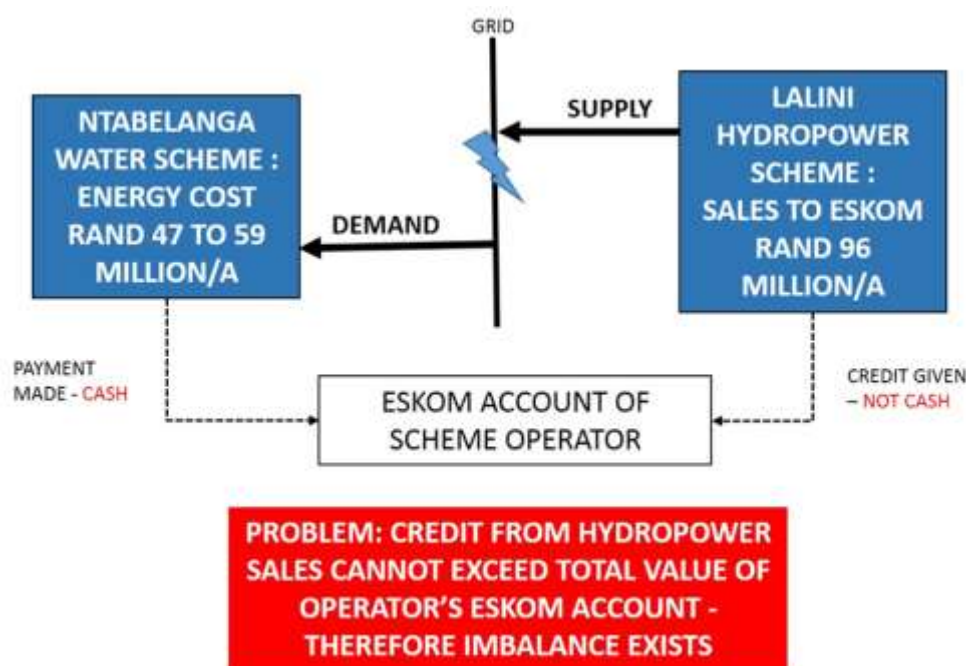 GRID
NTABELANGA
WATER SCHEME :
ENERGY COST
RAND 47 TO 59
MILLION/A
DEMAND
SUPPLY
LALINI
HYDROPOWER
SCHEME :
SALES TO ESKOM
RAND 96
MILLION/A
PAYMENT
MADE - CASH
ESKOM ACCOUNT OF
SCHEME OPERATOR
CREDIT GIVEN
– NOT CASH
PROBLEM: CREDIT FROM HYDROPOWER
SALES CANNOT EXCEED TOTAL VALUE OF
OPERATOR’S ESKOM ACCOUNT -
THEREFORE IMBALANCE EXISTS